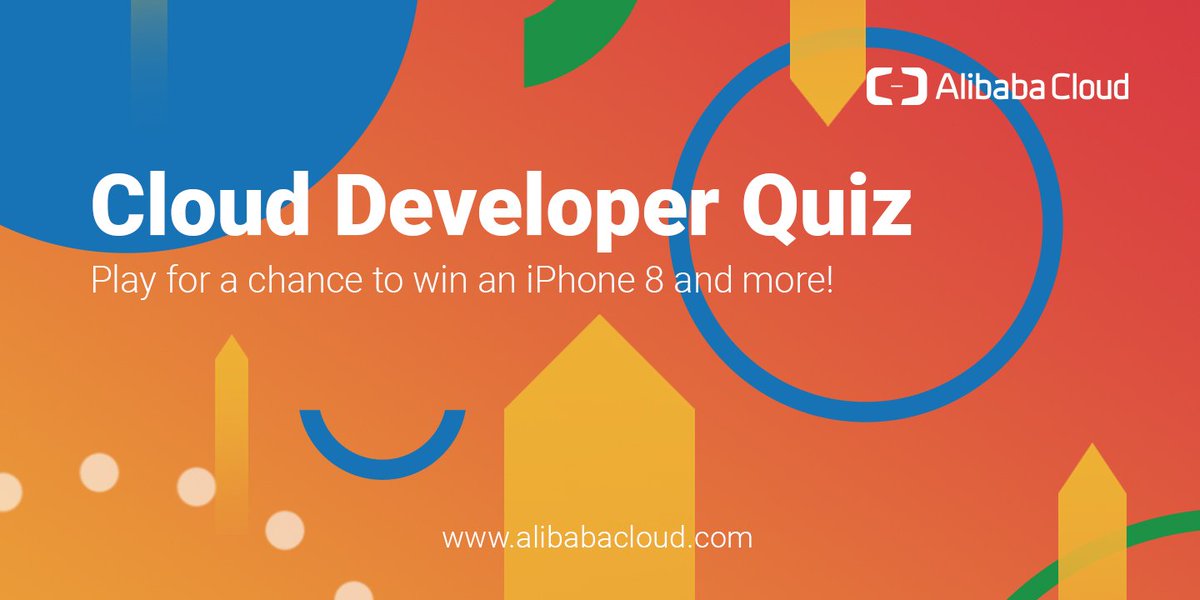 Alibaba Cloud
Cloud Developer Quiz
Play for a chance to win an iPhone 8 and more!
www.alibabacloud.com